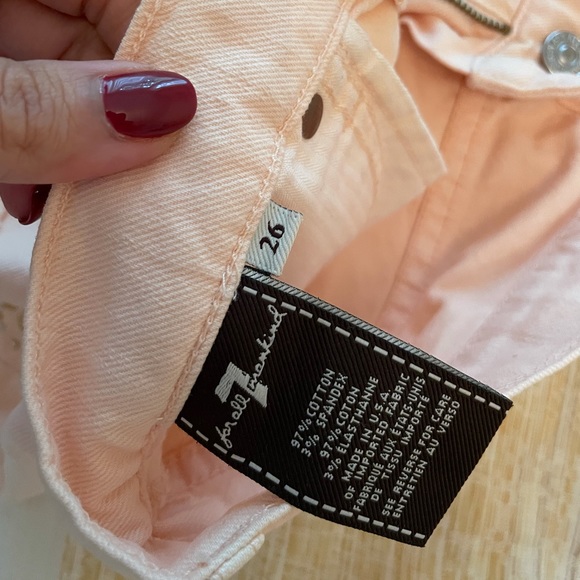 26
7
for all mankind
97% COTTON
3% SPANDEX
97% COTON
3% ÉLASTHANNE
MADE IN U.S.A.
OF IMPORTED FABRIC
FABRIQUÉ AUX ÉTATS-UNIS
DE TISSU IMPORTÉ
SEE REVERSE FOR CARE
ENTRETIEN AU VERSO